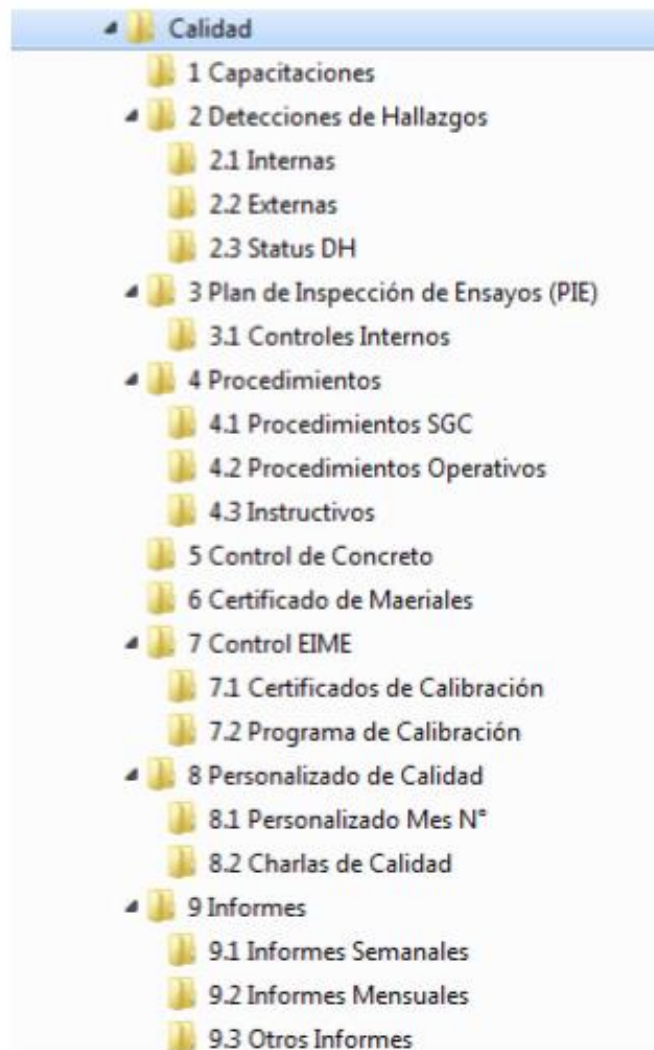 Calidad
1 Capacitaciones
2 Detecciones de Hallazgos
2.1 Internas
2.2 Externas
2.3 Status DH
3 Plan de Inspección de Ensayos (PIE)
3.1 Controles Internos
4 Procedimientos
4.1 Procedimientos SGC
4.2 Procedimientos Operativos
4.3 Instructivos
5 Control de Concreto
6 Certificado de Maeriales
7 Control EIME
7.1 Certificados de Calibración
7.2 Programa de Calibración
8 Personalizado de Calidad
8.1 Personalizado Mes N°
8.2 Charlas de Calidad
9 Informes
9.1 Informes Semanales
9.2 Informes Mensuales
9.3 Otros Informes